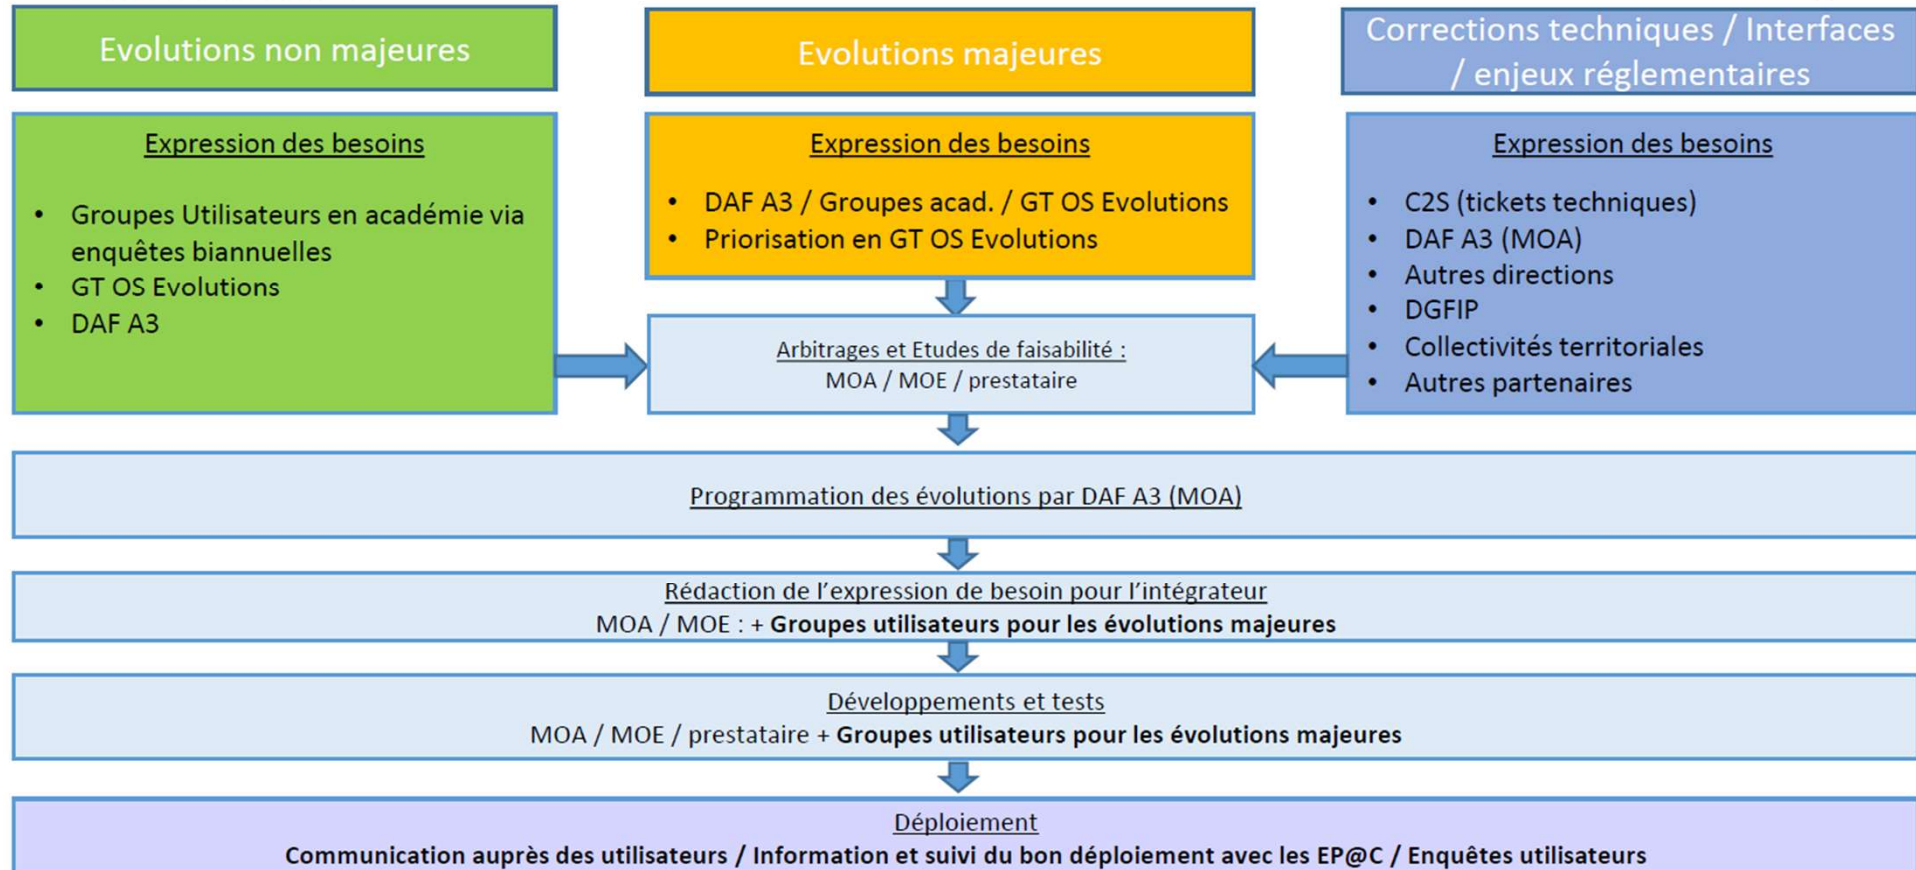 Evolutions non majeures
Expression des besoins
• Groupes Utilisateurs en académie via
enquêtes biannuelles
• GT OS Evolutions
• DAF A3
Evolutions majeures
Expression des besoins
• DAF A3 / Groupes acad. / GT OS Evolutions
• Priorisation en GT OS Evolutions
Corrections techniques / Interfaces
/ enjeux réglementaires
Expression des besoins
• C2S (tickets techniques)
• DAF A3 (MOA)
• Autres directions
• DGFIP
• Collectivités territoriales
• Autres partenaires
Arbitrages et Etudes de faisabilité :
MOA / MOE / prestataire
Programmation des évolutions par DAF A3 (MOA)
Rédaction de l’expression de besoin pour l’intégrateur
MOA / MOE : + Groupes utilisateurs pour les évolutions majeures
Développements et tests
MOA / MOE / prestataire + Groupes utilisateurs pour les évolutions majeures
Déploiement
Communication auprès des utilisateurs / Information et suivi du bon déploiement avec les EP@C / Enquêtes utilisateurs